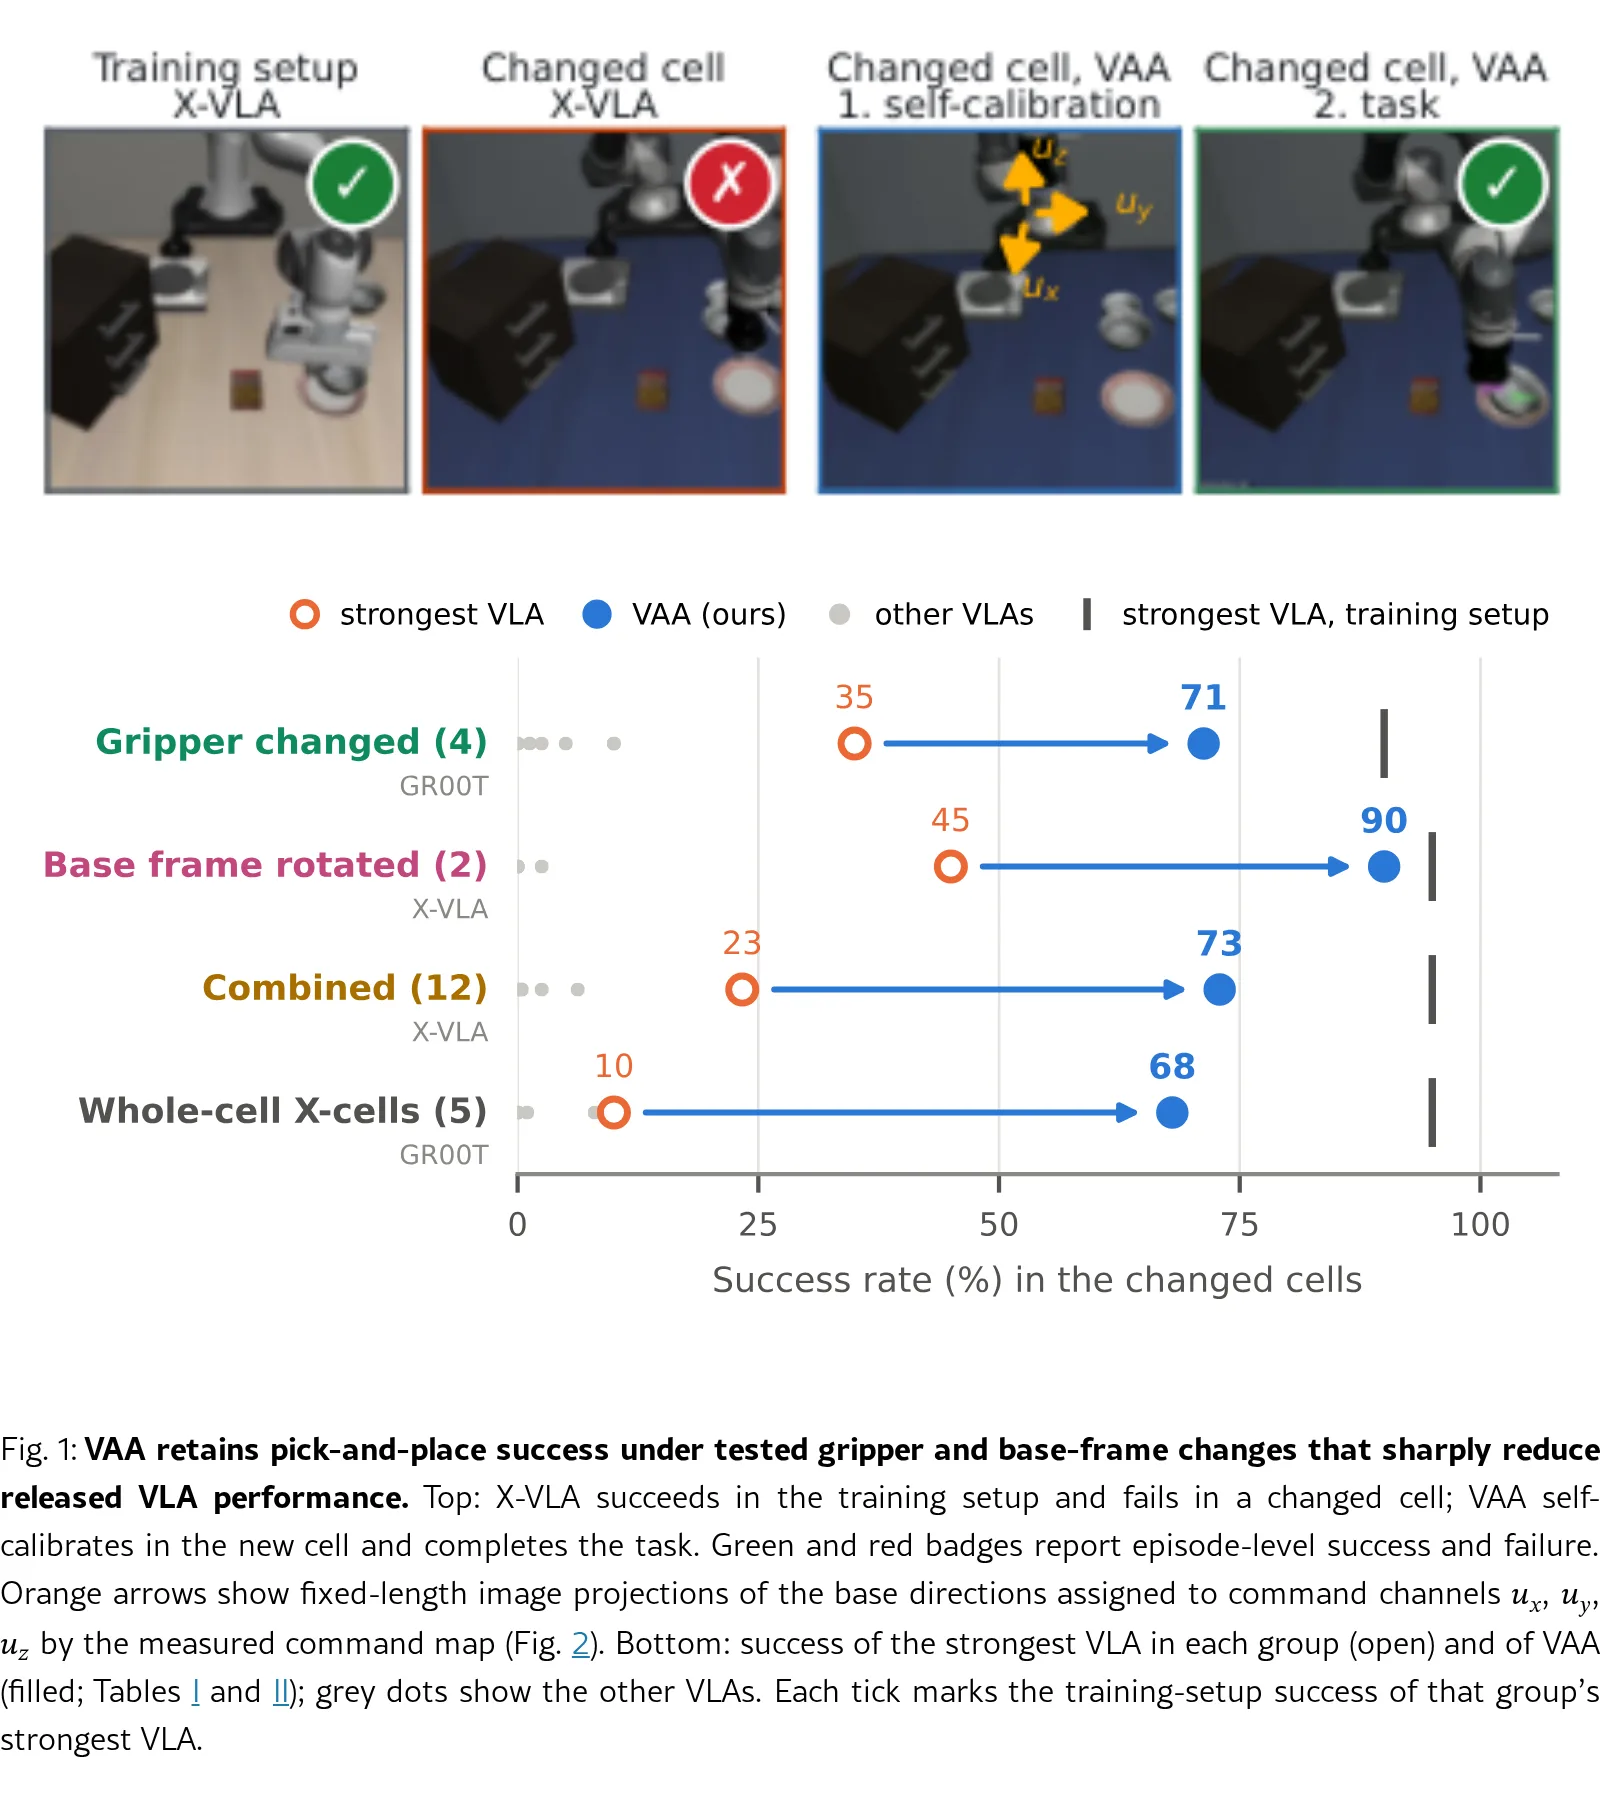 Training setup
X-VLA
Changed cell
X-VLA
Changed cell, VAA
1. self-calibration
Changed cell, VAA
2. task
✓
✗
u_z
u_y
u_x
✓
strongest VLA
VAA (ours)
other VLAs
strongest VLA, training setup
Gripper changed (4)
GR00T
35
71
Base frame rotated (2)
X-VLA
45
90
Combined (12)
X-VLA
23
73
Whole-cell X-cells (5)
GR00T
10
68
0 25 50 75 100
Success rate (%) in the changed cells
Fig. 1: VAA retains pick-and-place success under tested gripper and base-frame changes that sharply reduce
released VLA performance. Top: X-VLA succeeds in the training setup and fails in a changed cell; VAA self-
calibrates in the new cell and completes the task. Green and red badges report episode-level success and failure.
Orange arrows show fixed-length image projections of the base directions assigned to command channels u_x, u_y,
u_z by the measured command map (Fig. 2). Bottom: success of the strongest VLA in each group (open) and of VAA
(filled; Tables I and II); grey dots show the other VLAs. Each tick marks the training-setup success of that group’s
strongest VLA.